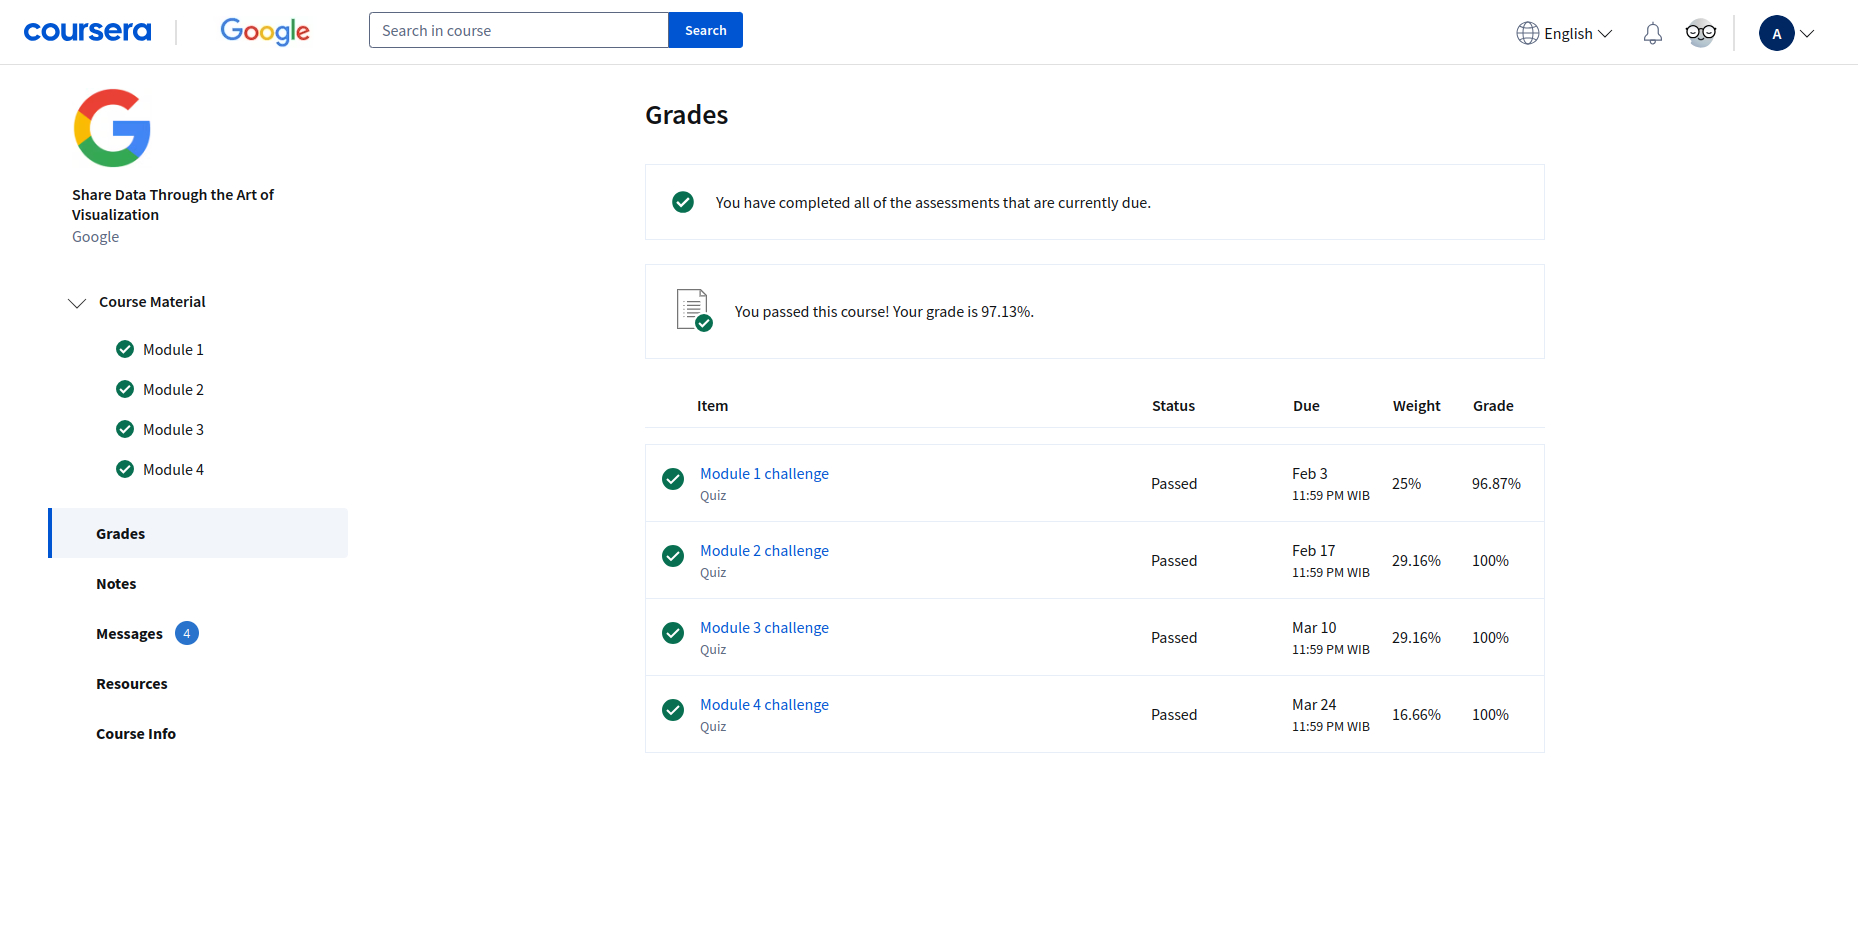 coursera
Google
Search in course
Search
English
A
Share Data Through the Art of
Visualization
Google
Course Material
Module 1
Module 2
Module 3
Module 4
Grades
Notes
Messages 4
Resources
Course Info
Grades
You have completed all of the assessments that are currently due.
You passed this course! Your grade is 97.13%.
Item Status Due Weight Grade
Module 1 challenge
Quiz
Passed
Feb 3
11:59 PM WIB
25%
96.87%
Module 2 challenge
Quiz
Passed
Feb 17
11:59 PM WIB
29.16%
100%
Module 3 challenge
Quiz
Passed
Mar 10
11:59 PM WIB
29.16%
100%
Module 4 challenge
Quiz
Passed
Mar 24
11:59 PM WIB
16.66%
100%